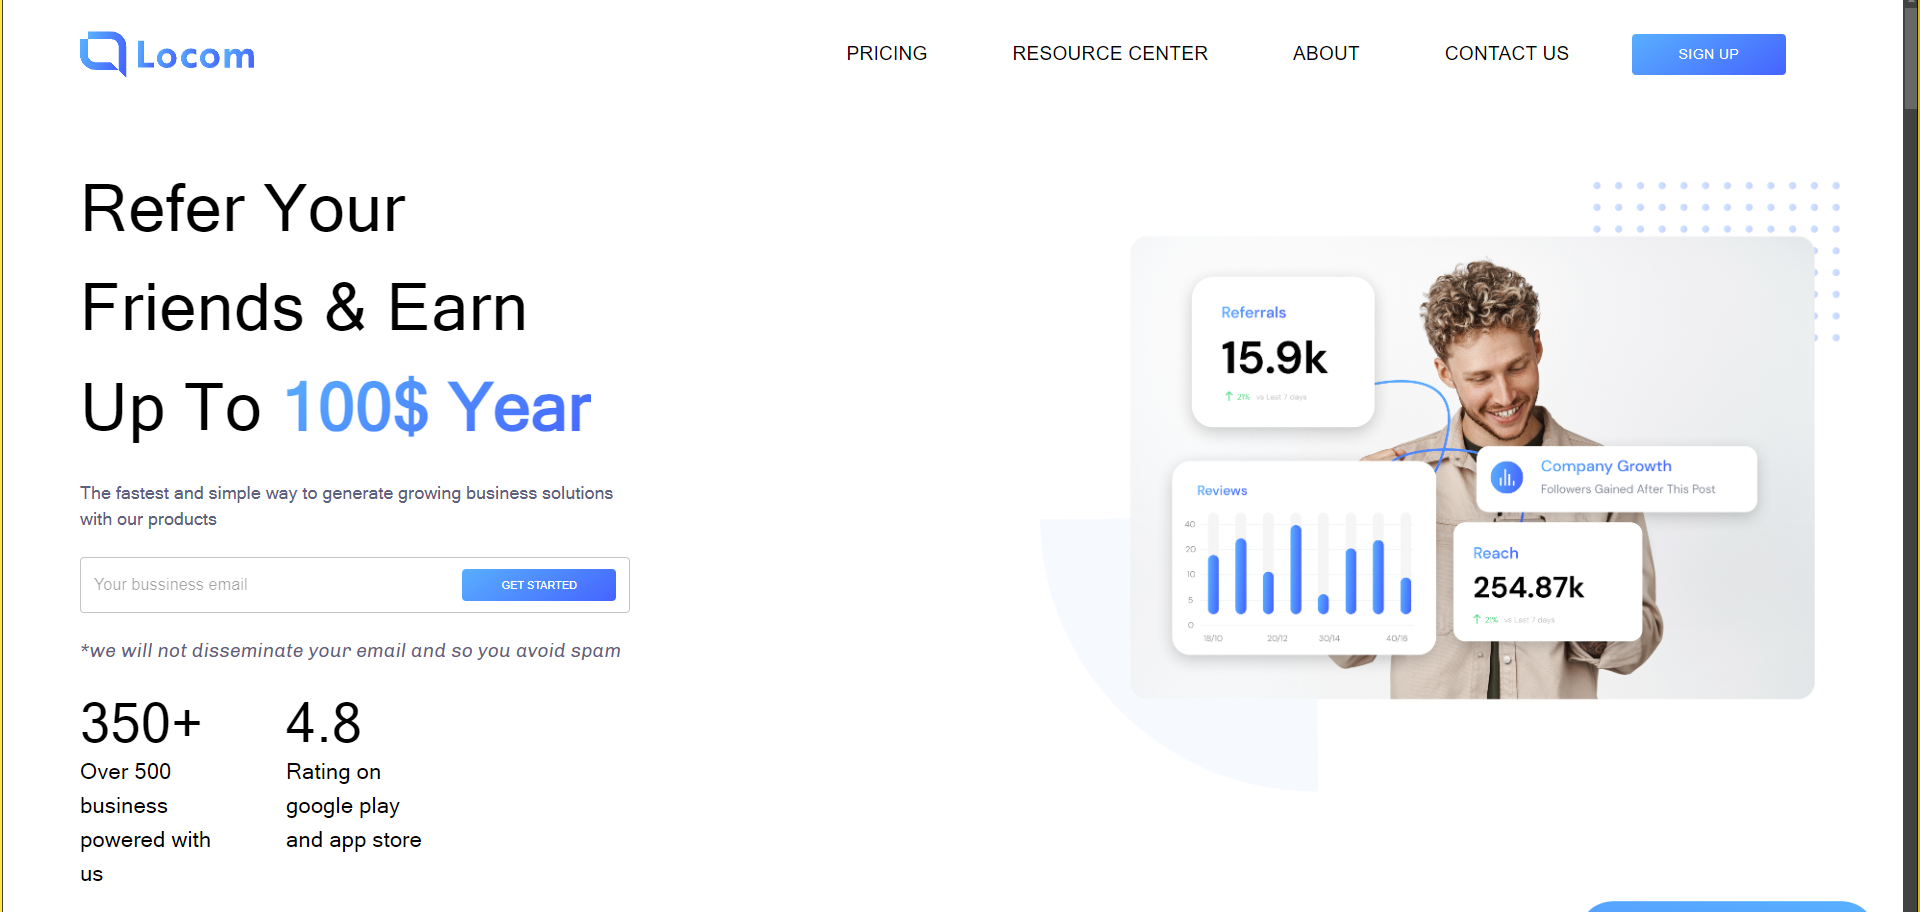 Locom
PRICING
RESOURCE CENTER
ABOUT
CONTACT US
SIGN UP
Refer Your
Friends & Earn
Up To 100$ Year
The fastest and simple way to generate growing business solutions
with our products
Your bussiness email
GET STARTED
*we will not disseminate your email and so you avoid spam
350+
Over 500
business
powered with
us
4.8
Rating on
google play
and app store
Referrals
15.9k
21% vs Last 7 days
Company Growth
Followers Gained After This Post
Reviews
40
20
10
5
0
18/10 20/12 30/14 40/16
Reach
254.87k
21% vs Last 7 days